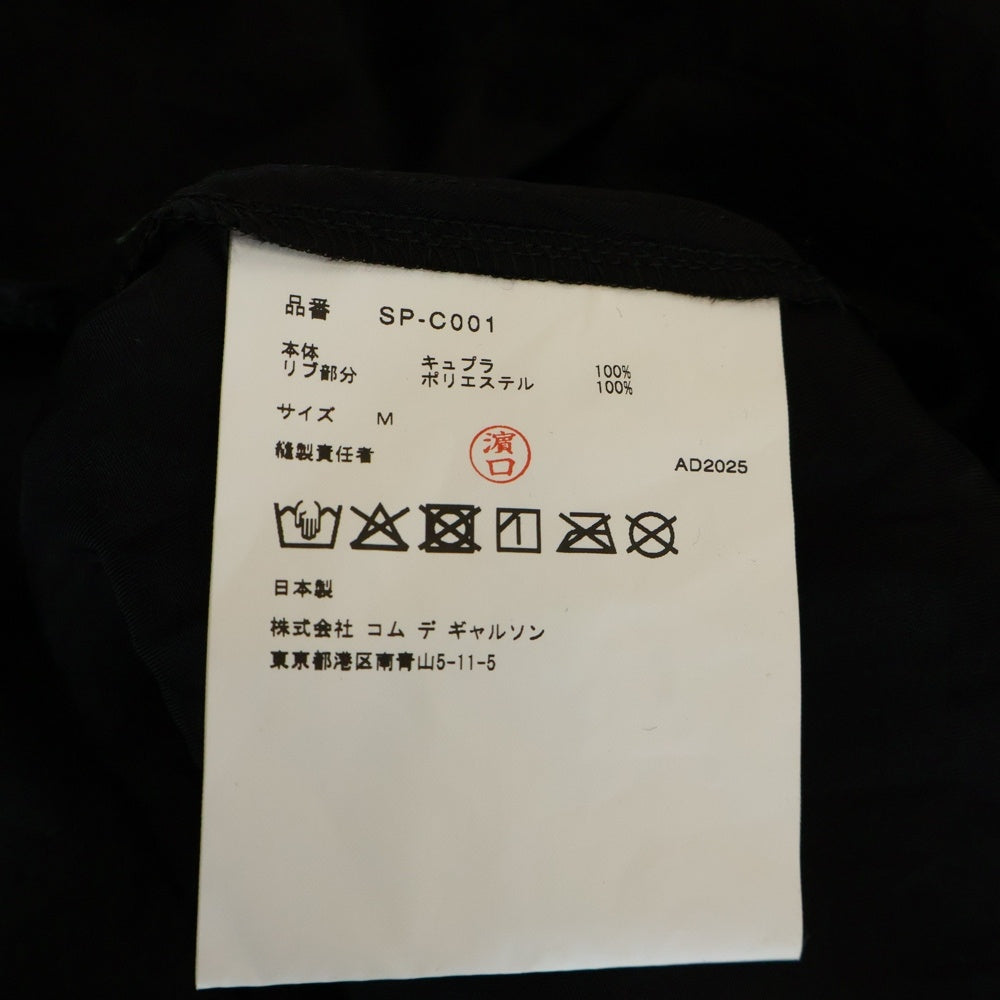 品番 SP-C001
本体 キュプラ 100%
リブ部分 ポリエステル 100%
サイズ M
縫製責任者 濱口 AD2025
日本製
株式会社 コム デ ギャルソン
東京都港区南青山5-11-5